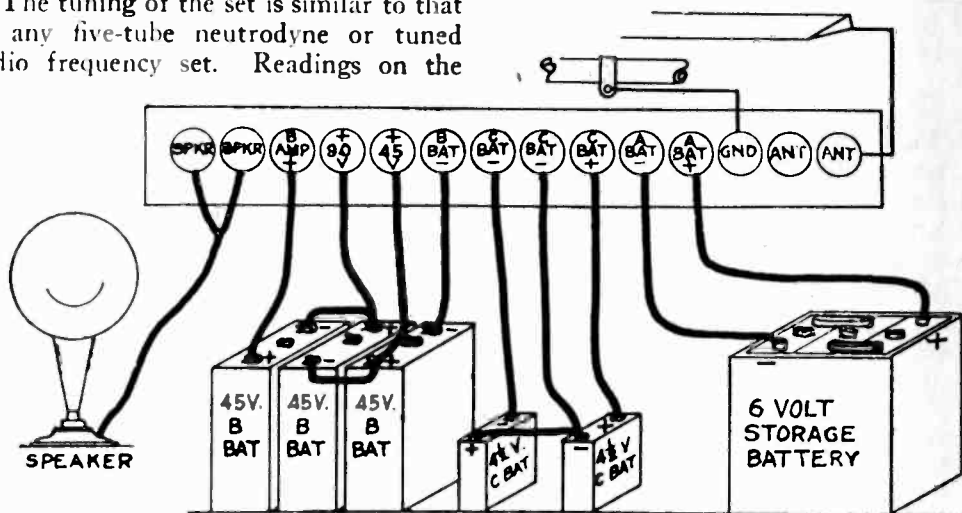 The tuning of the set is similar to that
any five-tube neutrodyne or tuned
dio frequency set. Readings on the
SPKR
SPKR
B
AMP
+
+
90
V
+
45
V
B
BAT
-
C
BAT
-
C
BAT
-
C
BAT
+
A
BAT
-
A
BAT
+
GND
ANT
ANT
- - -
+ + +
45V.
B
BAT
45V.
B
BAT
45V.
B
BAT
+
4½ V
C BAT
+
-
4½ V
C BAT
-
+
6 VOLT
STORAGE
BATTERY
SPEAKER